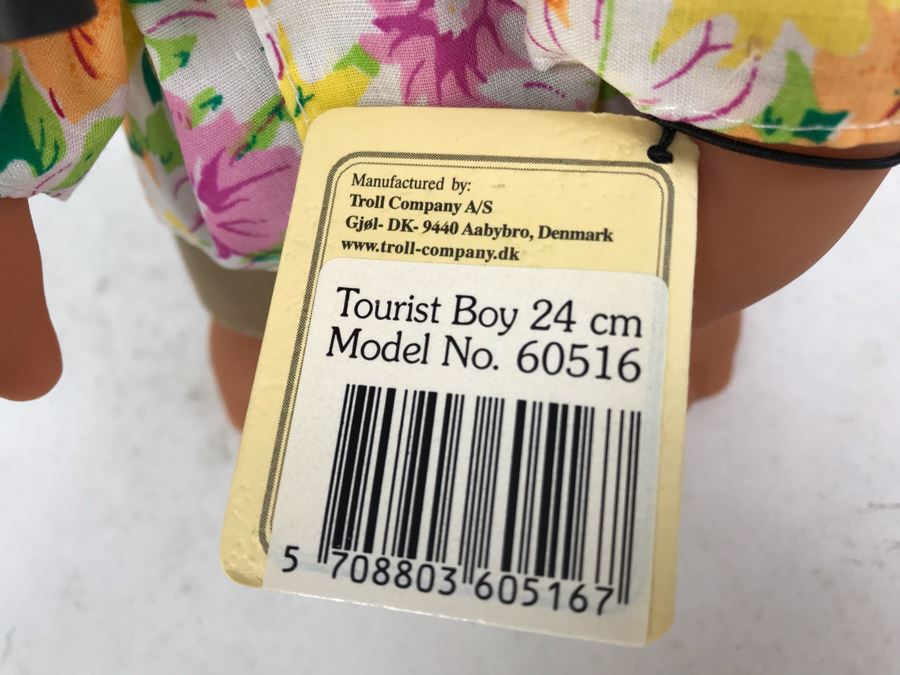 Manufactured by:
Troll Company A/S
Gjøl- DK- 9440 Aabybro, Denmark
www.troll-company.dk
Tourist Boy 24 cm
Model No. 60516
5 708803 605167